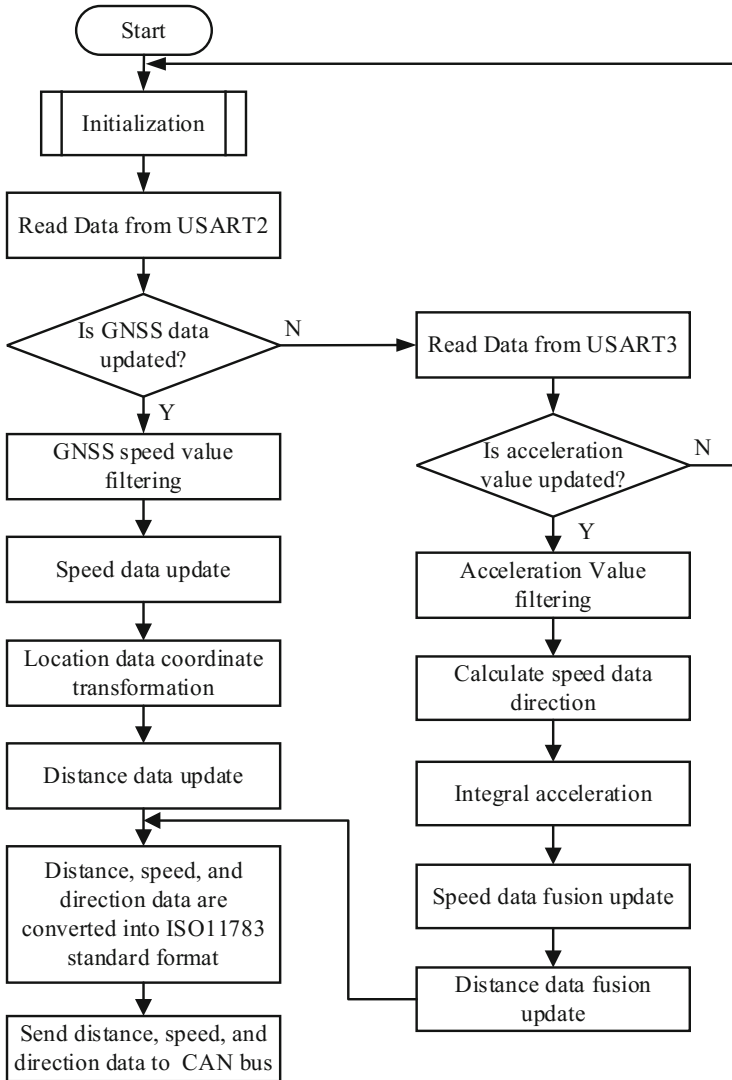 Start
Initialization
Read Data from USART2
Is GNSS data
updated?
N
Y
GNSS speed value
filtering
Speed data update
Location data coordinate
transformation
Distance data update
Distance, speed, and
direction data are
converted into ISO11783
standard format
Send distance, speed, and
direction data to CAN bus
Read Data from USART3
Is acceleration
value updated?
N
Y
Acceleration Value
filtering
Calculate speed data
direction
Integral acceleration
Speed data fusion update
Distance data fusion
update